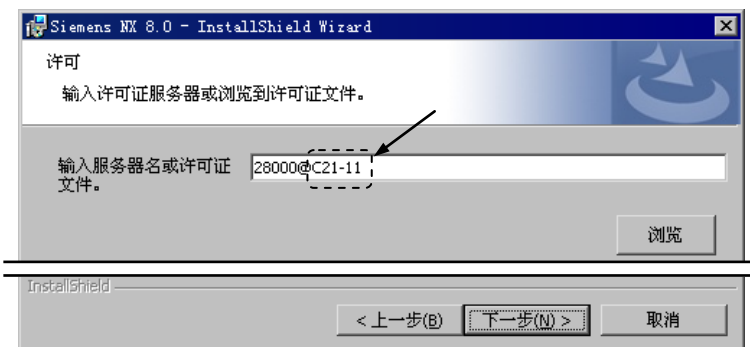 Siemens NX 8.0 - InstallShield Wizard
许可
输入许可证服务器或浏览到许可证文件。
输入服务器名或许可证
文件。
28000@C21-11
浏览
InstallShield
<上一步(B)
下一步(N) >
取消